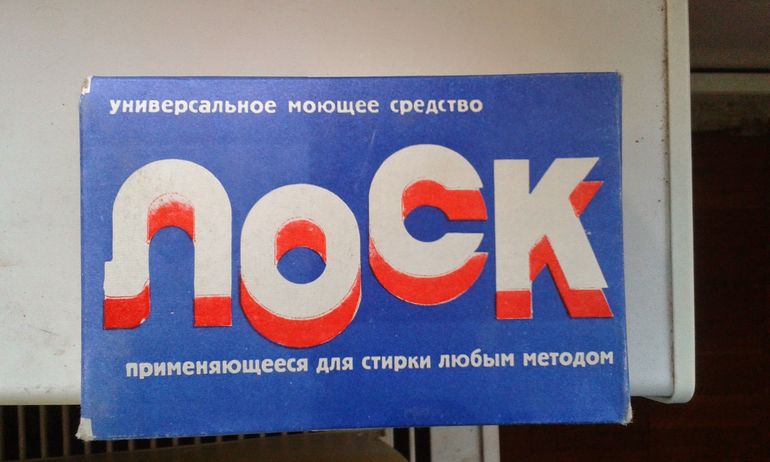 универсальное моющее средство
ЛОСК
применяющееся для стирки любым методом